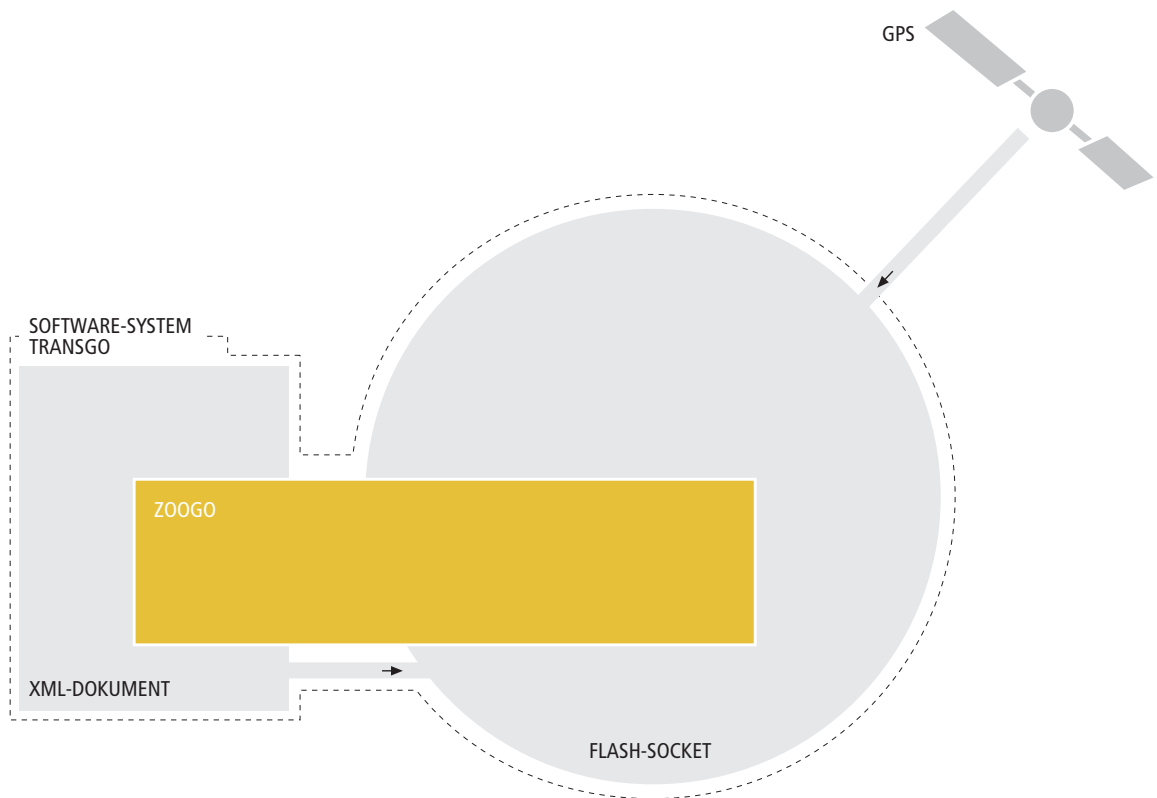 GPS
SOFTWARE-SYSTEM
TRANSGO
ZOOGO
XML-DOKUMENT
FLASH-SOCKET